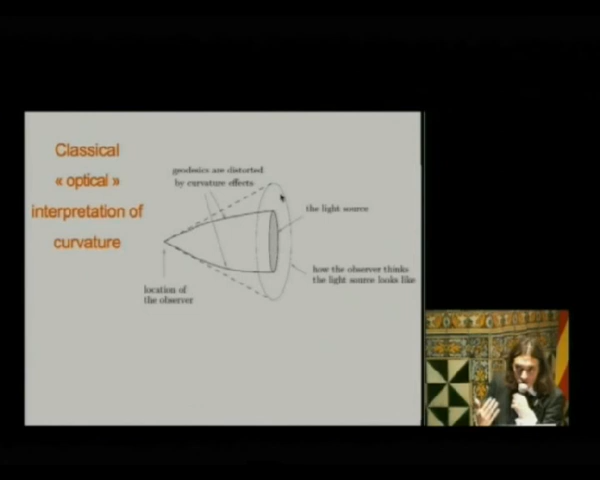 Classical
« optical »
interpretation of
curvature
geodesics are distorted
by curvature effects
the light source
how the observer thinks
the light source looks like
location of
the observer